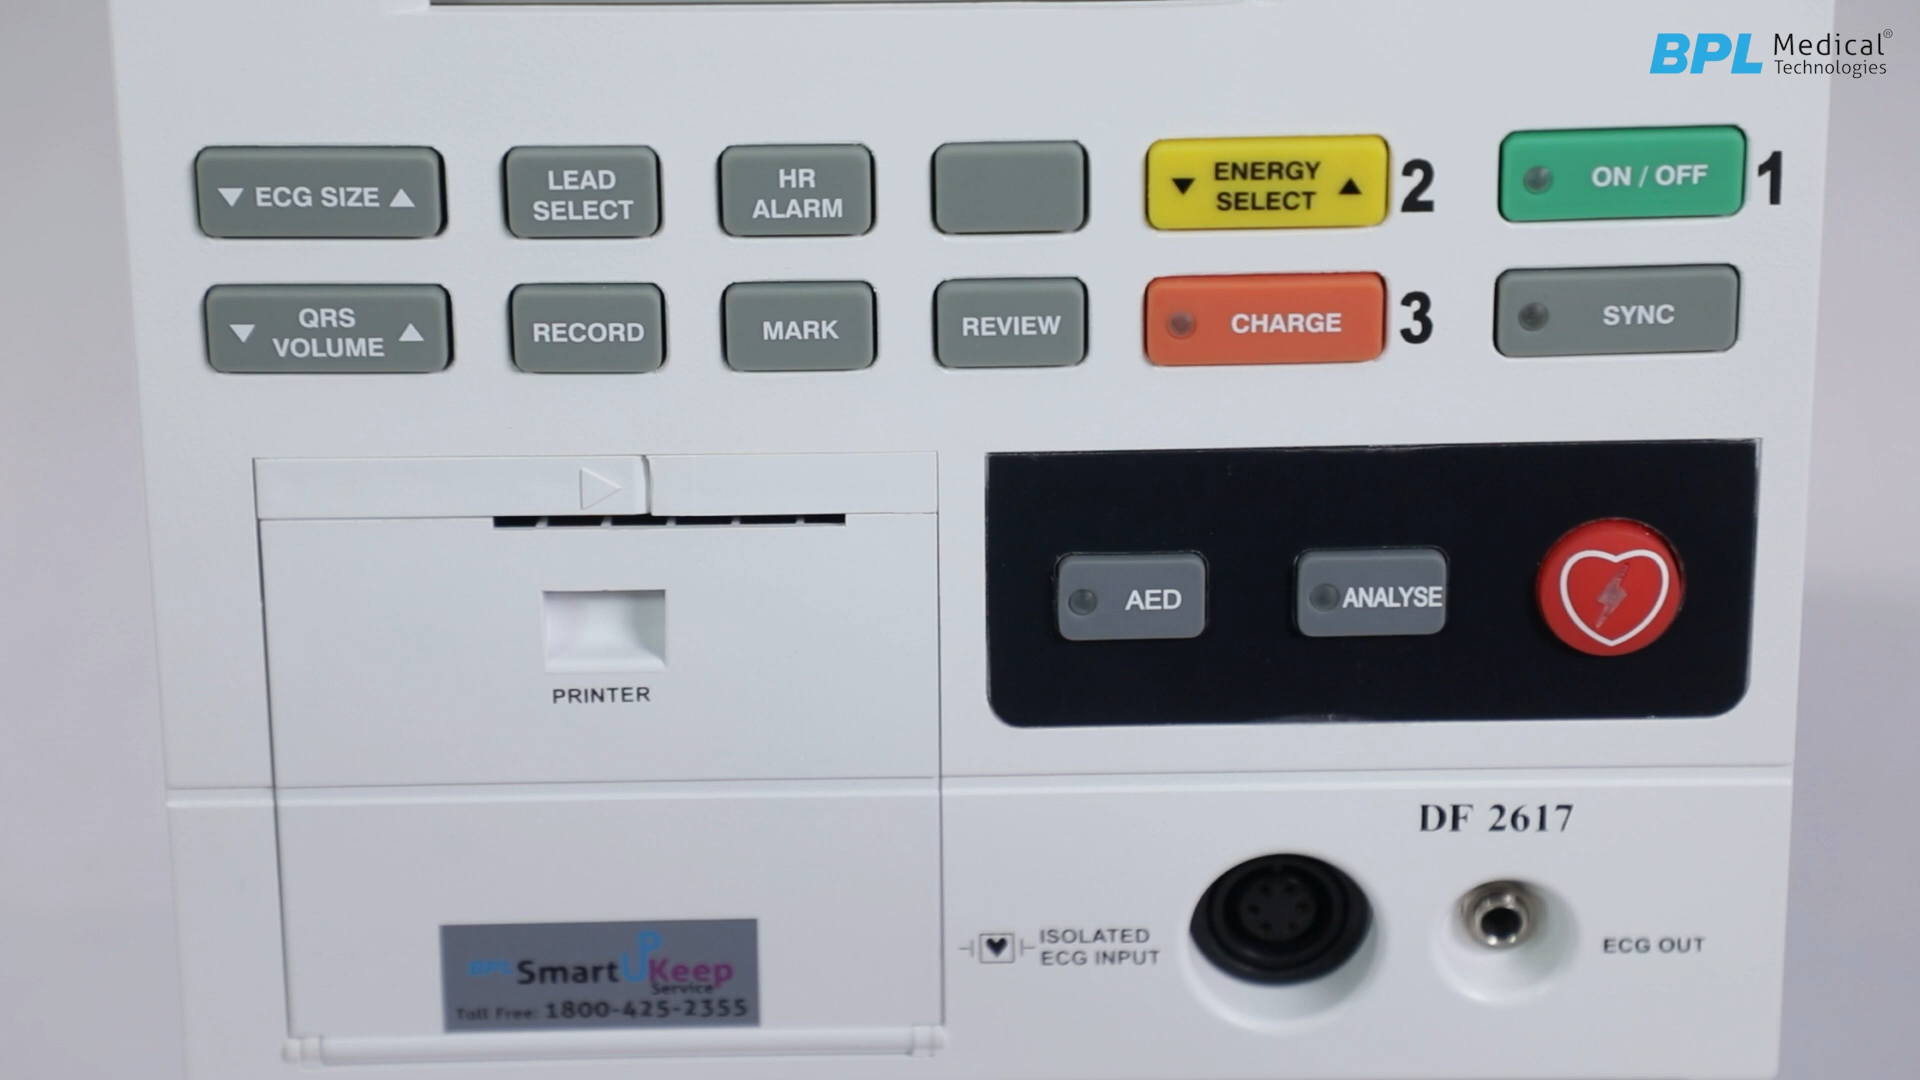 BPL Medical®
Technologies
▼ ECG SIZE ▲
LEAD
SELECT
HR
ALARM
▼ ENERGY ▲
SELECT
2
ON / OFF
1
▼ QRS ▲
VOLUME
RECORD
MARK
REVIEW
CHARGE
3
SYNC
AED
ANALYSE
PRINTER
DF 2617
ISOLATED
ECG INPUT
ECG OUT
BPL Smart UPKeep
Service
Toll Free: 1800-425-2355